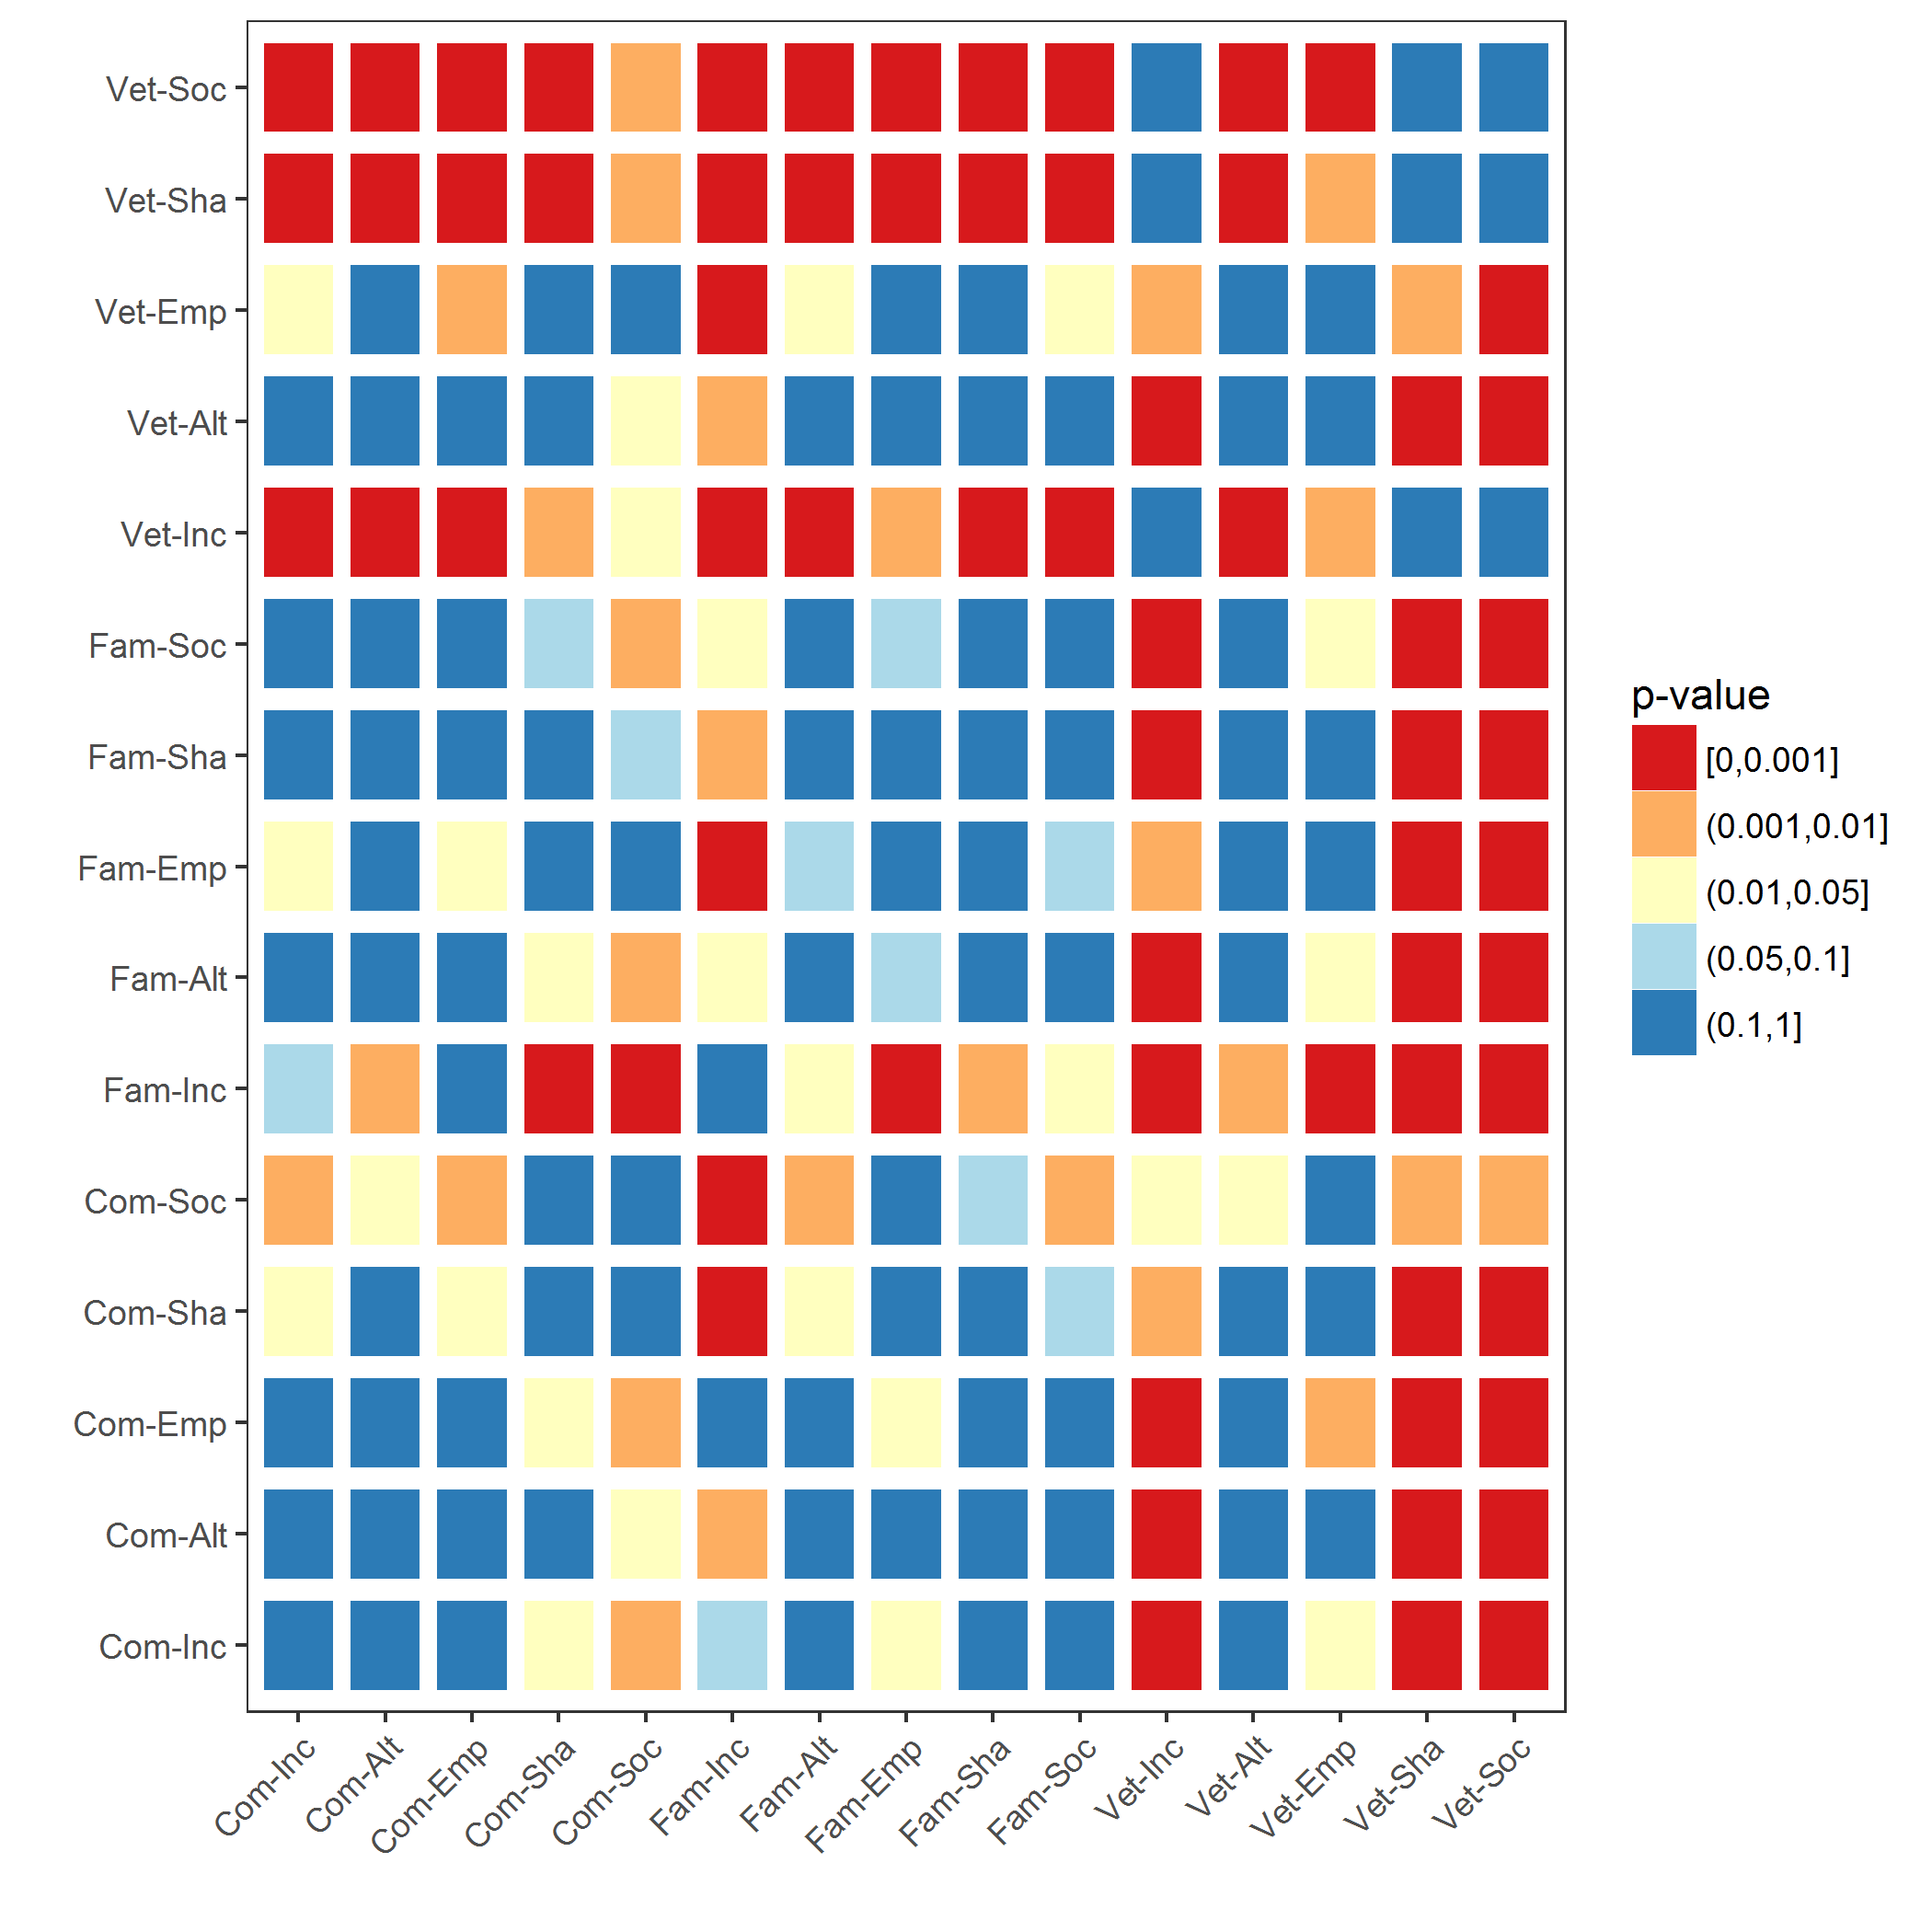 Vet-Soc
Vet-Sha
Vet-Emp
Vet-Alt
Vet-Inc
Fam-Soc
Fam-Sha
Fam-Emp
Fam-Alt
Fam-Inc
Com-Soc
Com-Sha
Com-Emp
Com-Alt
Com-Inc
Com-Inc
Com-Alt
Com-Emp
Com-Sha
Com-Soc
Fam-Inc
Fam-Alt
Fam-Emp
Fam-Sha
Fam-Soc
Vet-Inc
Vet-Alt
Vet-Emp
Vet-Sha
Vet-Soc
p-value
[0,0.001]
(0.001,0.01]
(0.01,0.05]
(0.05,0.1]
(0.1,1]